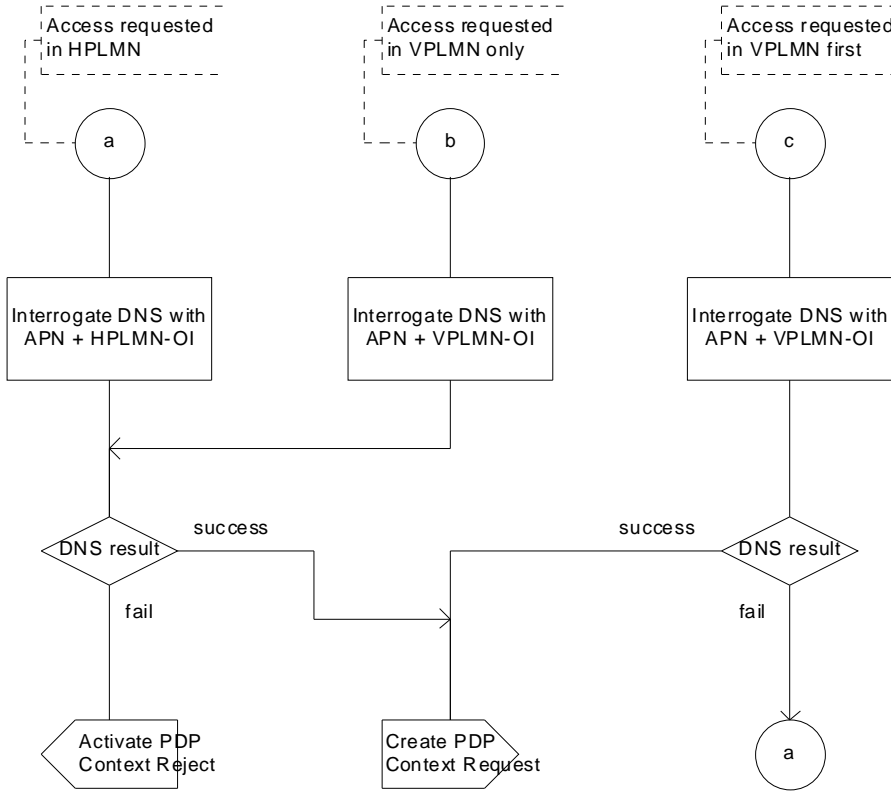 Access requested
in HPLMN
Access requested
in VPLMN only
Access requested
in VPLMN first
a
b
c
Interrogate DNS with
APN + HPLMN-OI
Interrogate DNS with
APN + VPLMN-OI
Interrogate DNS with
APN + VPLMN-OI
DNS result
success
success
DNS result
fail
fail
Activate PDP
Context Reject
Create PDP
Context Request
a